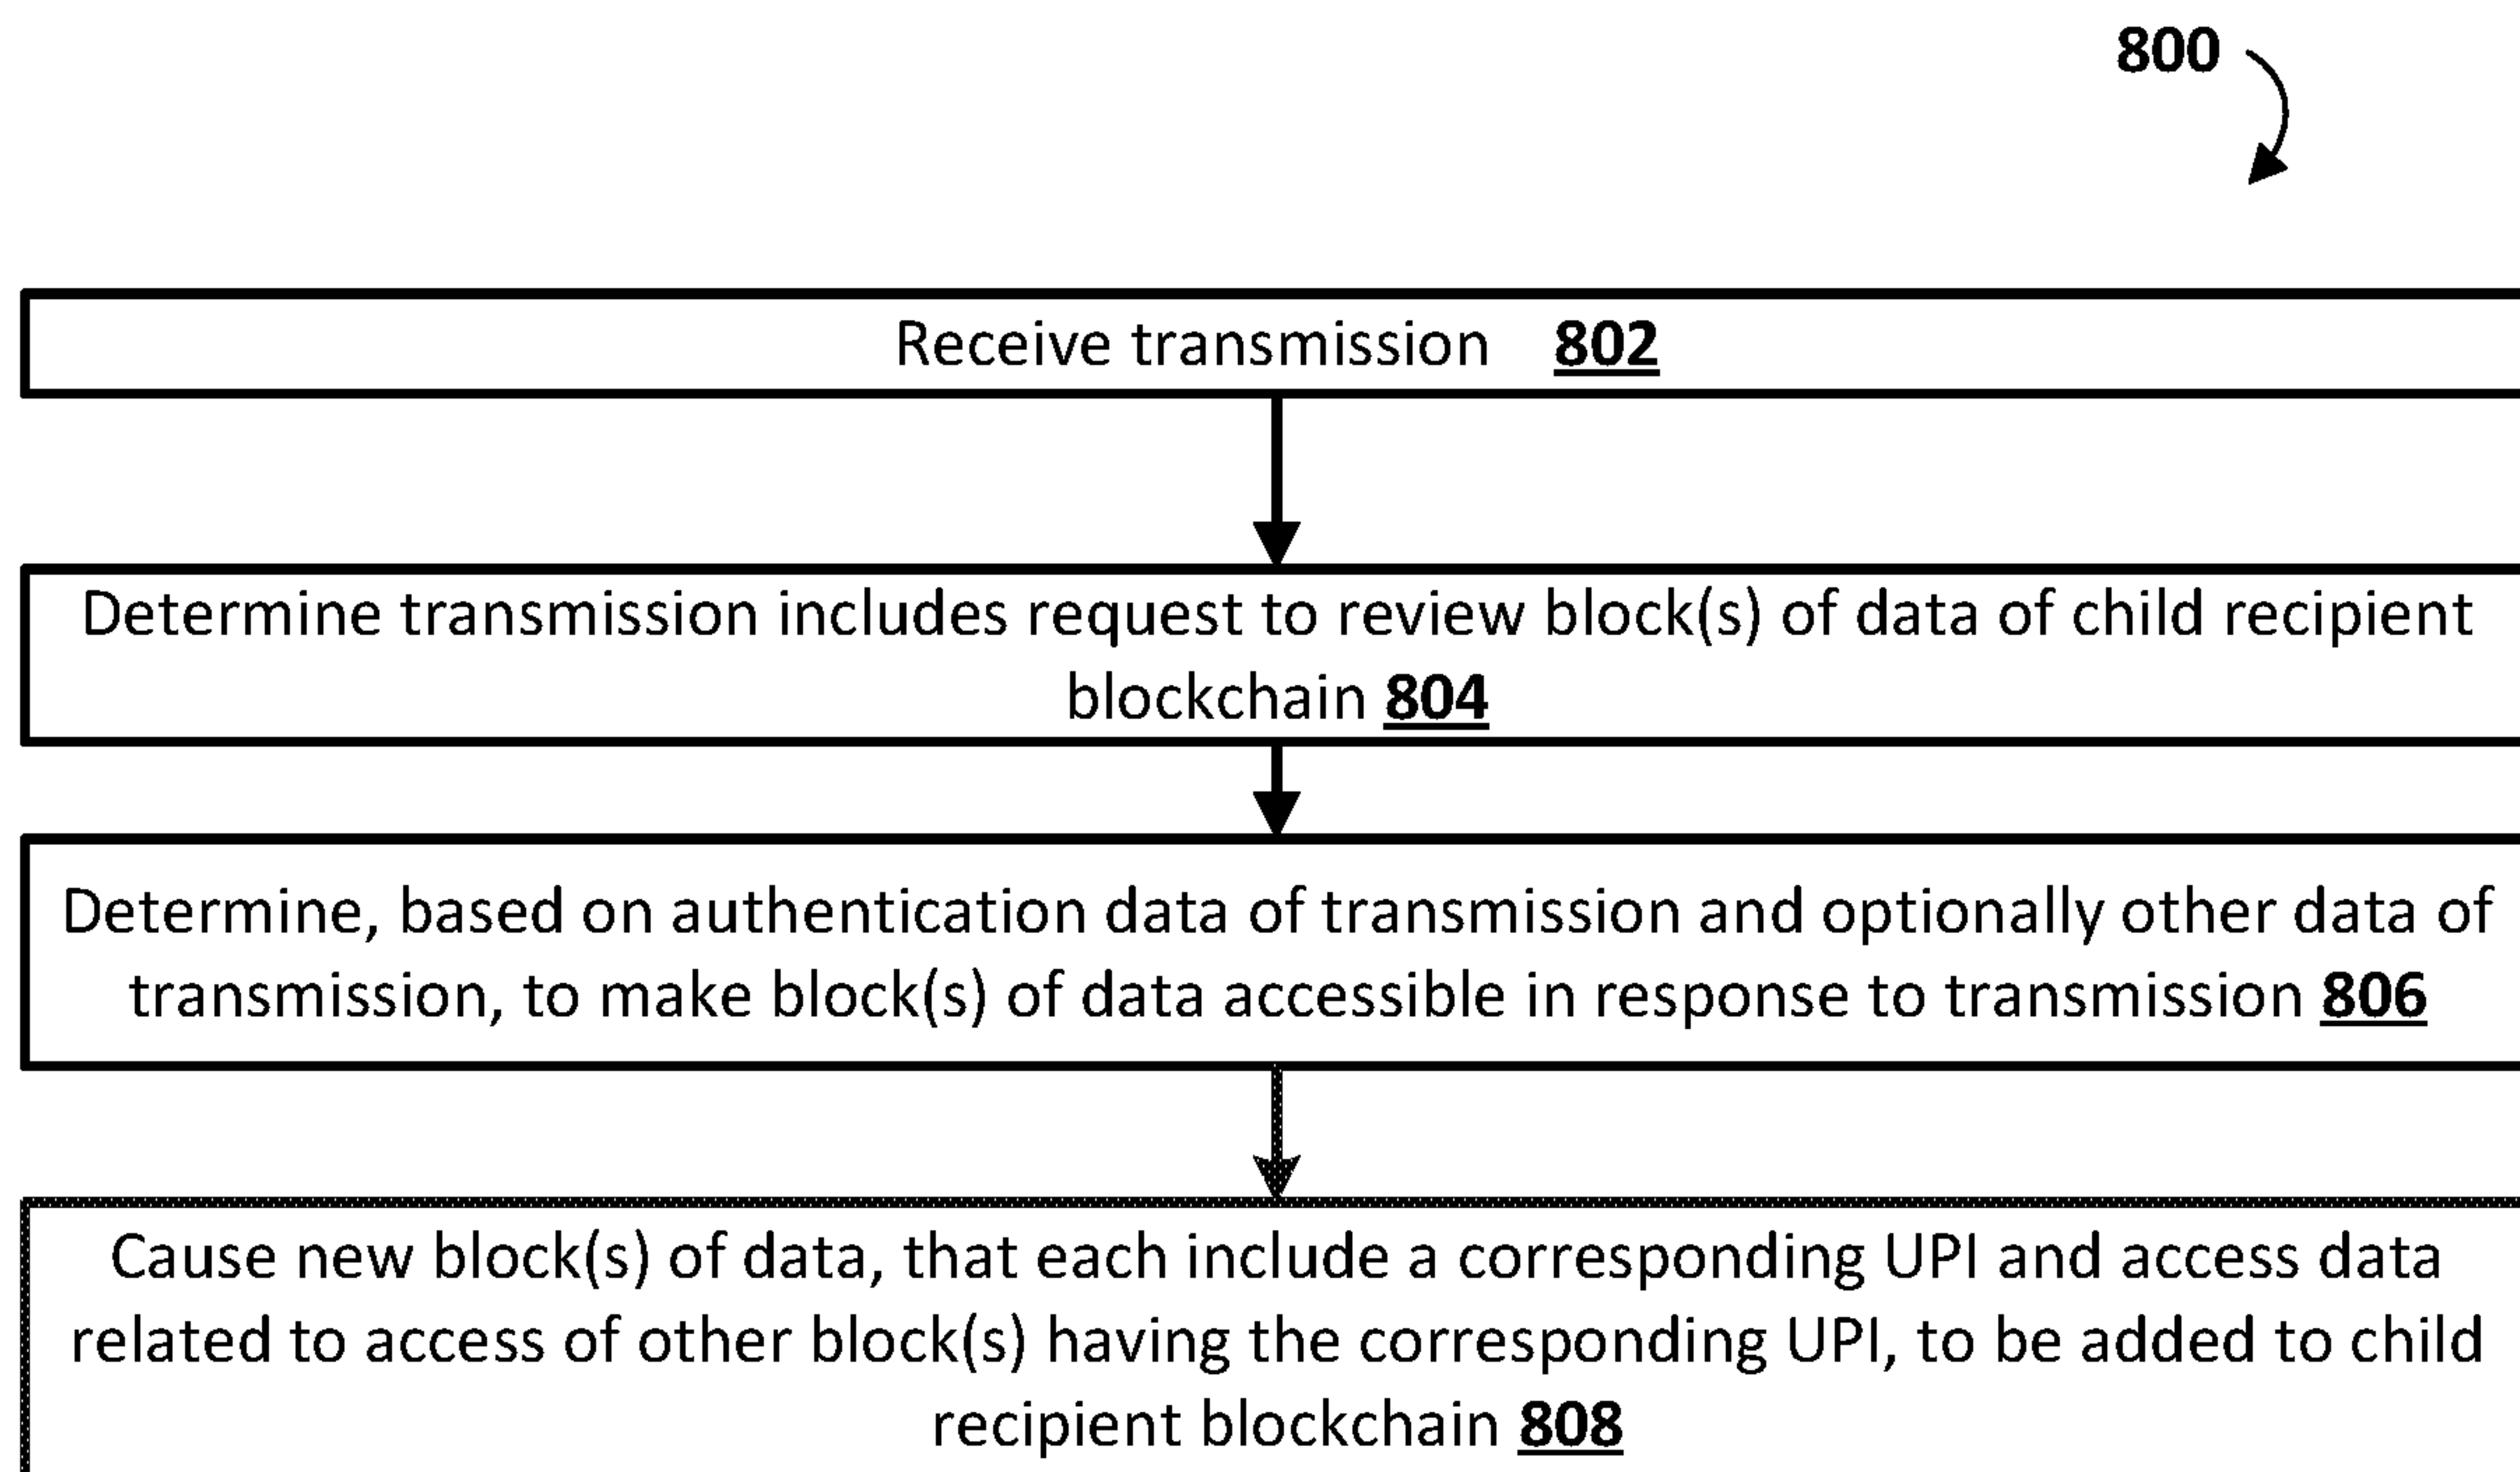 800
Receive transmission 802
Determine transmission includes request to review block(s) of data of child recipient
blockchain 804
Determine, based on authentication data of transmission and optionally other data of
transmission, to make block(s) of data accessible in response to transmission 806
Cause new block(s) of data, that each include a corresponding UPI and access data
related to access of other block(s) having the corresponding UPI, to be added to child
recipient blockchain 808